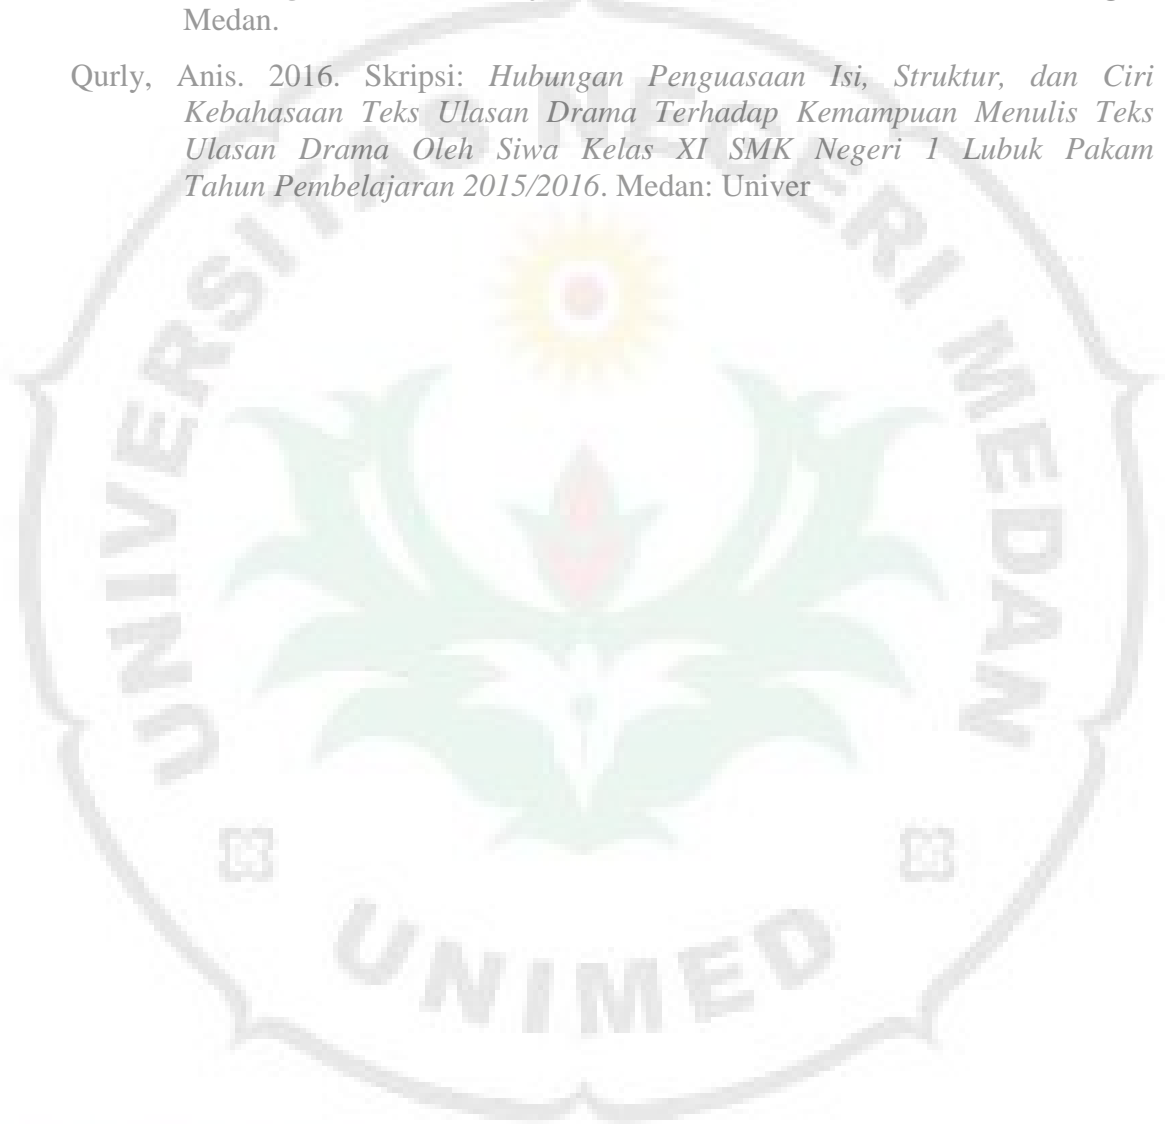 Medan.
Qurly, Anis. 2016. Skripsi: Hubungan Penguasaan Isi, Struktur, dan Ciri
Kebahasaan Teks Ulasan Drama Terhadap Kemampuan Menulis Teks
Ulasan Drama Oleh Siwa Kelas XI SMK Negeri 1 Lubuk Pakam
Tahun Pembelajaran 2015/2016. Medan: Univer
UNIVERSITAS NEGERI MEDAN
UNIMED